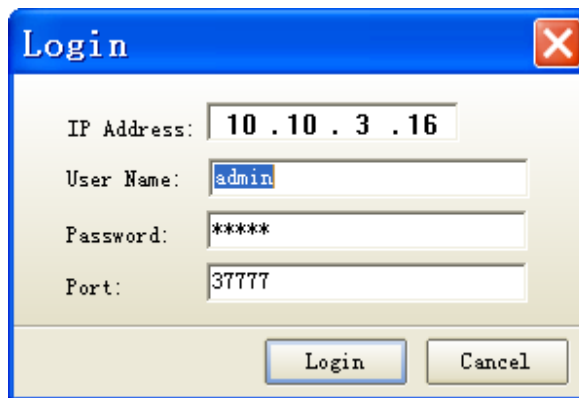 Login
IP Address: 10 .10 . 3 .16
User Name: admin
Password: *****
Port: 37777
Login Cancel